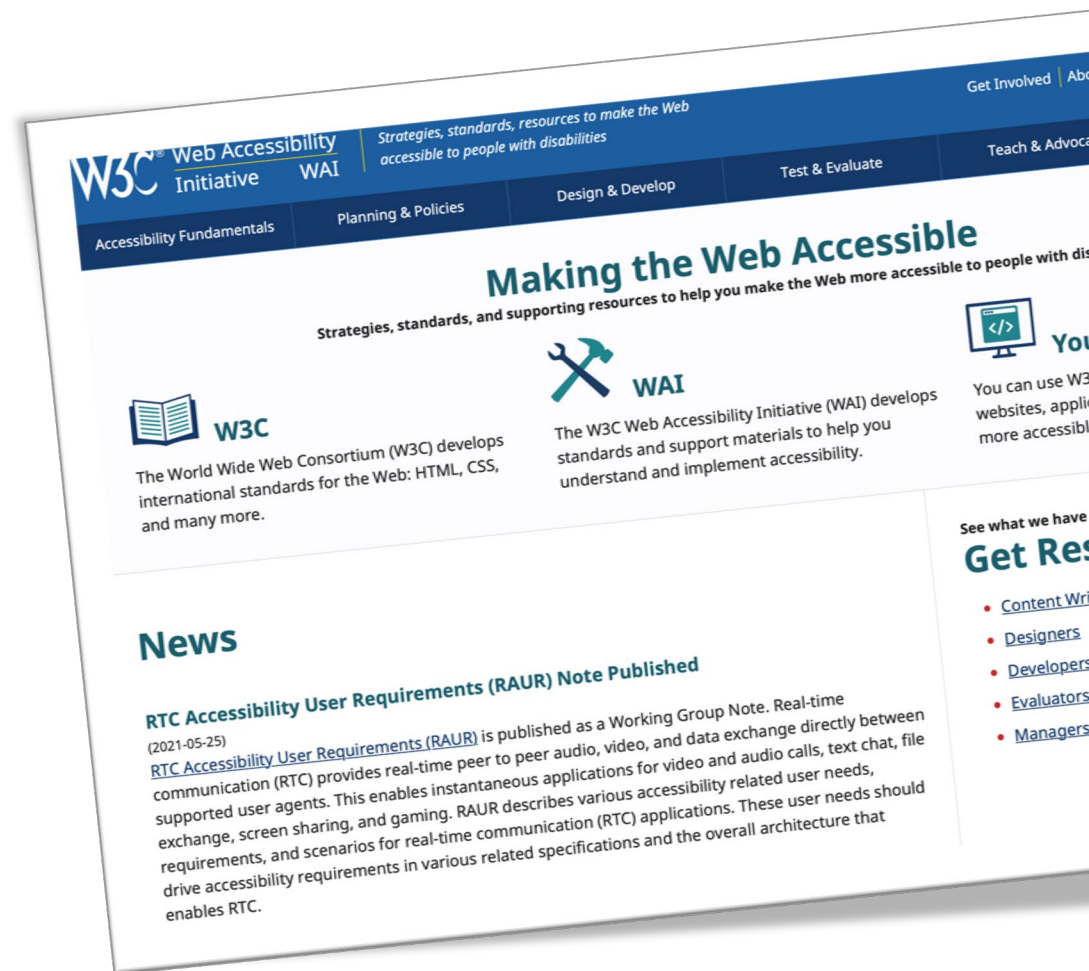 Get Involved
W3C® Web Accessibility
Initiative WAI
Strategies, standards, resources to make the Web
accessible to people with disabilities
Accessibility Fundamentals
Planning & Policies
Design & Develop
Test & Evaluate
Teach &
Making the Web Accessible
Strategies, standards, and supporting resources to help you make the Web more accessible to people with
W3C
The World Wide Web Consortium (W3C) develops
international standards for the Web: HTML, CSS,
and many more.
WAI
The W3C Web Accessibility Initiative (WAI) develops
standards and support materials to help you
understand and implement accessibility.
You can use
websites,
more
News
RTC Accessibility User Requirements (RAUR) Note Published
(2021-05-25)
RTC Accessibility User Requirements (RAUR) is published as a Working Group Note. Real-time
communication (RTC) provides real-time peer to peer audio, video, and data exchange directly between
supported user agents. This enables instantaneous applications for video and audio calls, text chat, file
exchange, screen sharing, and gaming. RAUR describes various accessibility related user needs,
requirements, and scenarios for real-time communication (RTC) applications. These user needs should
drive accessibility requirements in various related specifications and the overall architecture that
enables RTC.
See what we have
Get
Content
Designers
Developers
Evaluators
Managers